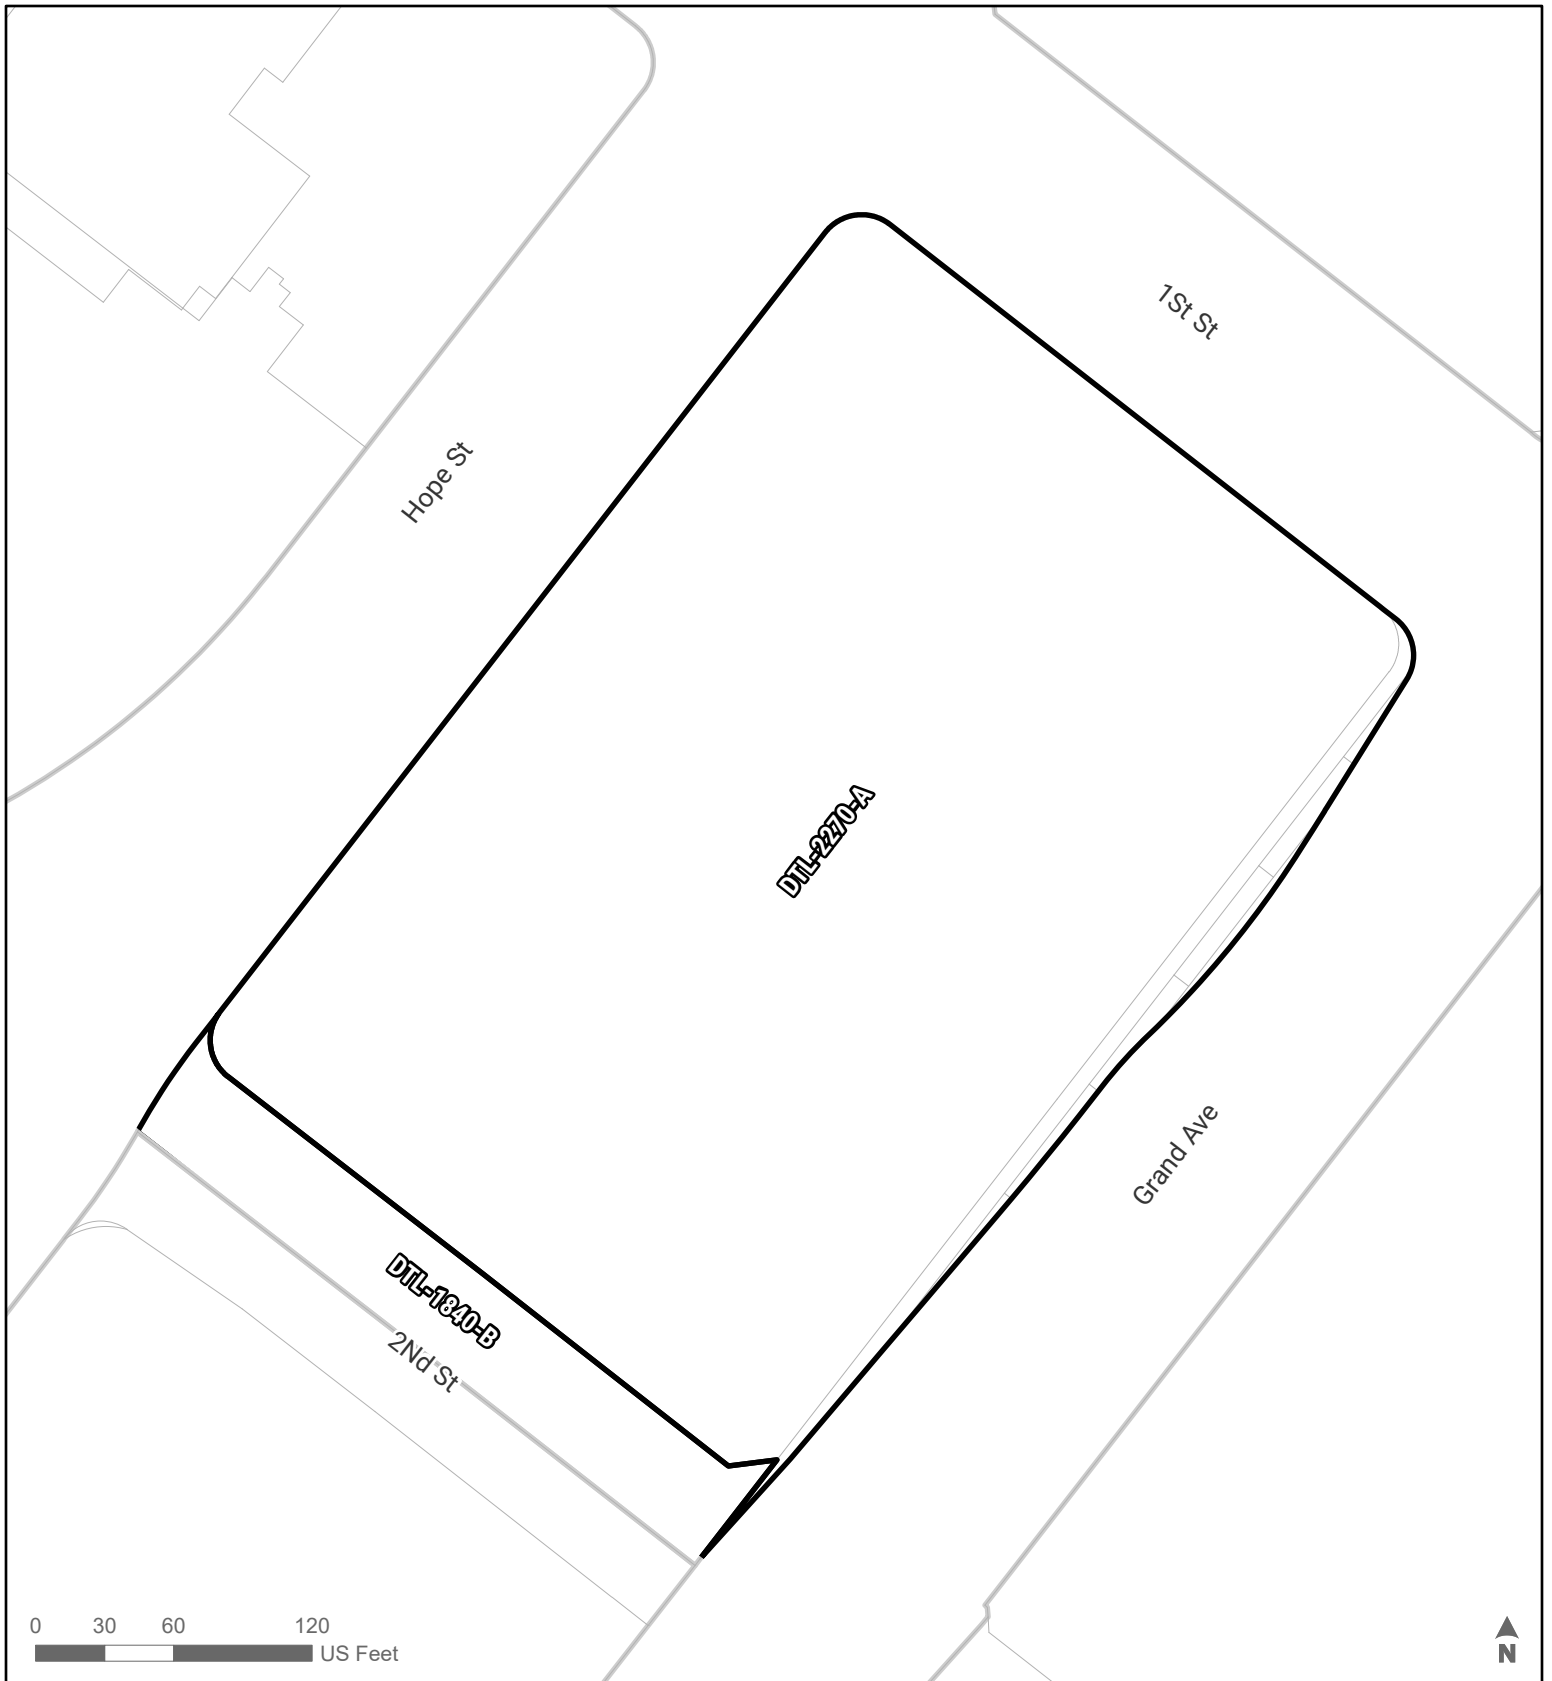 1St St
Hope St
DTL-2270-A
Grand Ave
DTL-1840-B
2Nd St
0 30 60 120
US Feet
N